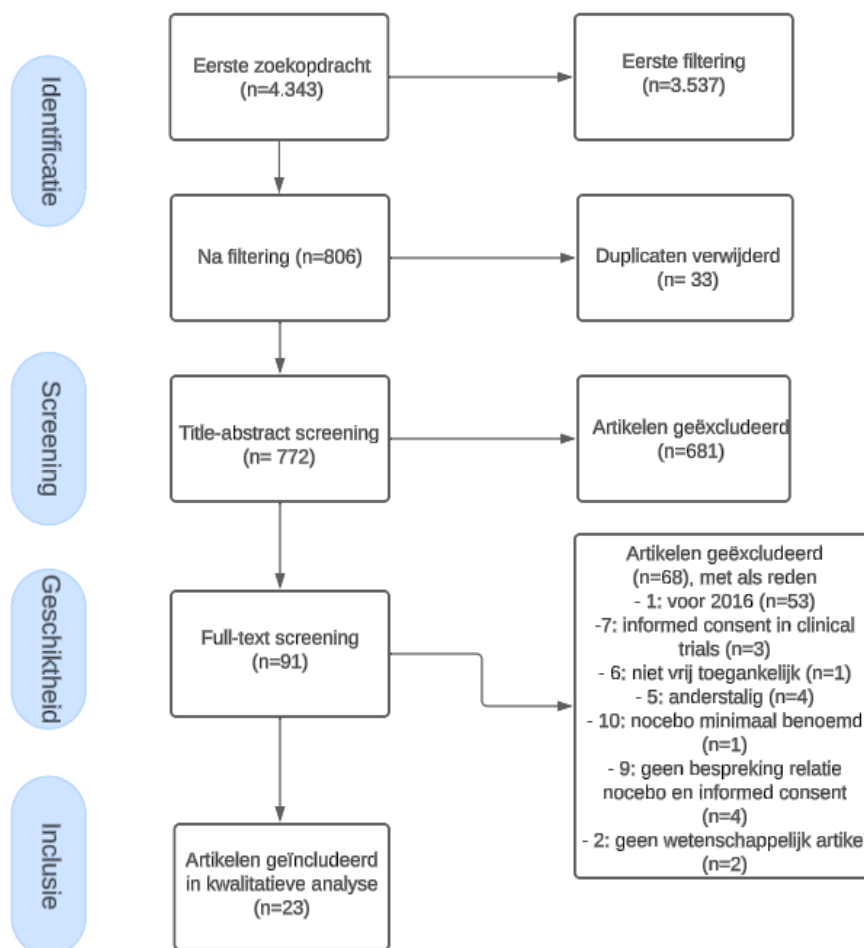 Identificatie
Eerste zoekopdracht
(n=4.343)
Eerste filtering
(n=3.537)
Na filtering (n=806)
Duplicaten verwijderd
(n= 33)
Screening
Title-abstract screening
(n= 772)
Artikelen geëxcludeerd
(n=681)
Geschiktheid
Full-text screening
(n=91)
Artikelen geëxcludeerd
(n=68), met als reden
- 1: voor 2016 (n=53)
-7: informed consent in clinical
trials (n=3)
- 6: niet vrij toegankelijk (n=1)
- 5: anderstalig (n=4)
- 10: nocebo minimaal benoemd
(n=1)
- 9: geen bespreking relatie
nocebo en informed consent
(n=4)
- 2: geen wetenschappelijk artike
(n=2)
Inclusie
Artikelen geïncludeerd
in kwalitatieve analyse
(n=23)